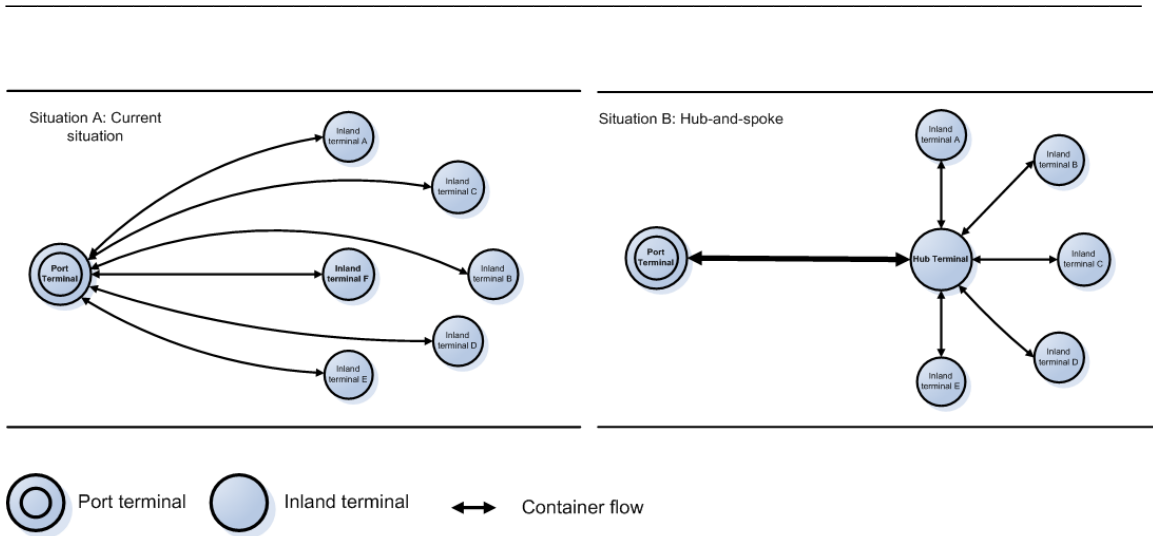 Situation A: Current
situation
Inland
terminal A
Inland
terminal C
Port
Terminal
Inland
terminal F
Inland
terminal B
Inland
terminal D
Inland
terminal E
Situation B: Hub-and-spoke
Inland
terminal A
Inland
terminal B
Port
Terminal
Hub Terminal
Inland
terminal C
Inland
terminal D
Inland
terminal E
Port terminal
Inland terminal
Container flow